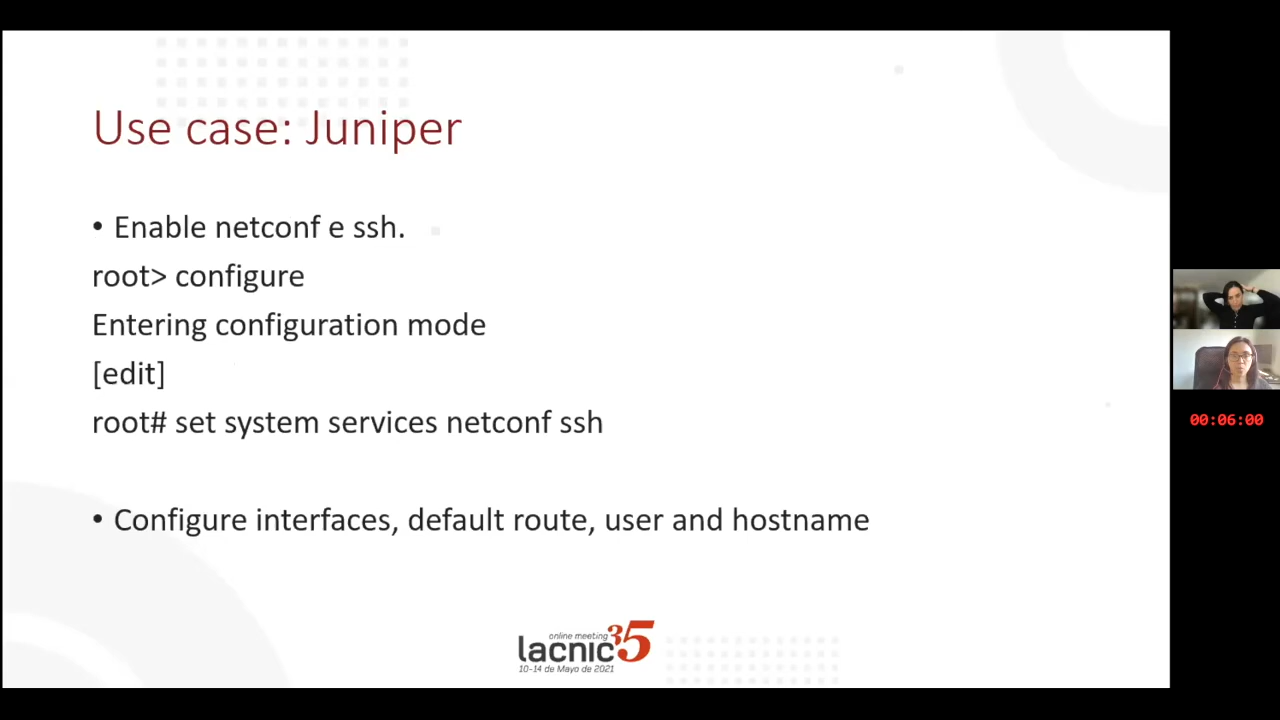 Use case: Juniper
• Enable netconf e ssh.
root> configure
Entering configuration mode
[edit]
root# set system services netconf ssh
• Configure interfaces, default route, user and hostname
online meeting
lacnic35
10-14 de Mayo de 2021
00:06:00